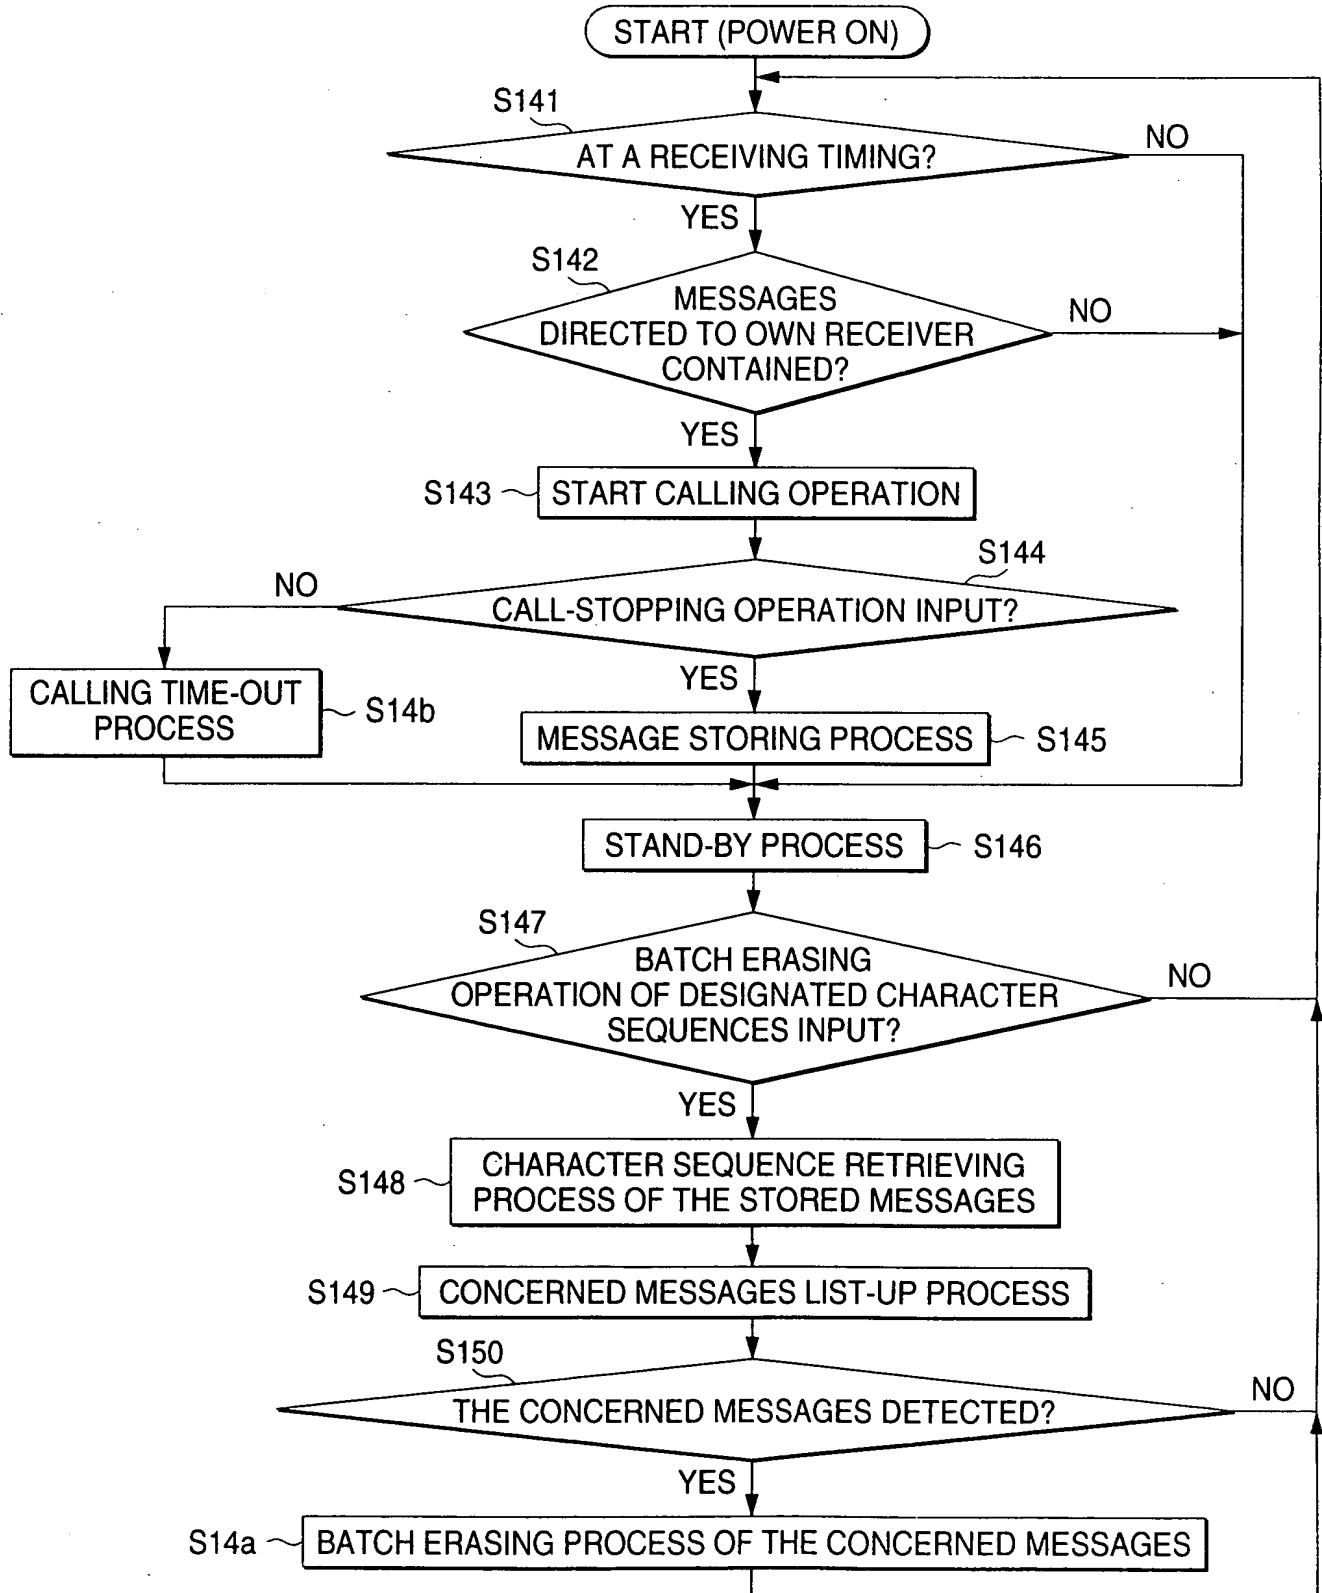 START (POWER ON)
S141
AT A RECEIVING TIMING?
NO
YES
S142
MESSAGES
DIRECTED TO OWN RECEIVER
CONTAINED?
NO
YES
S143
START CALLING OPERATION
S144
NO
CALL-STOPPING OPERATION INPUT?
YES
CALLING TIME-OUT
PROCESS
S14b
MESSAGE STORING PROCESS
S145
STAND-BY PROCESS
S146
S147
BATCH ERASING
OPERATION OF DESIGNATED CHARACTER
SEQUENCES INPUT?
NO
YES
S148
CHARACTER SEQUENCE RETRIEVING
PROCESS OF THE STORED MESSAGES
S149
CONCERNED MESSAGES LIST-UP PROCESS
S150
THE CONCERNED MESSAGES DETECTED?
NO
YES
S14a
BATCH ERASING PROCESS OF THE CONCERNED MESSAGES